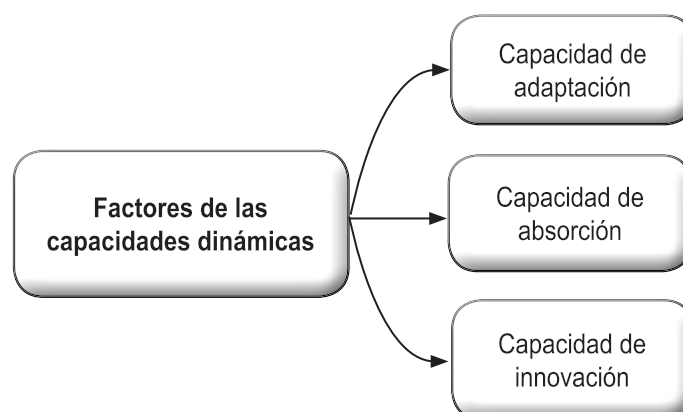 Capacidad de
adaptación
Factores de las
capacidades dinámicas
Capacidad de
absorción
Capacidad de
innovación